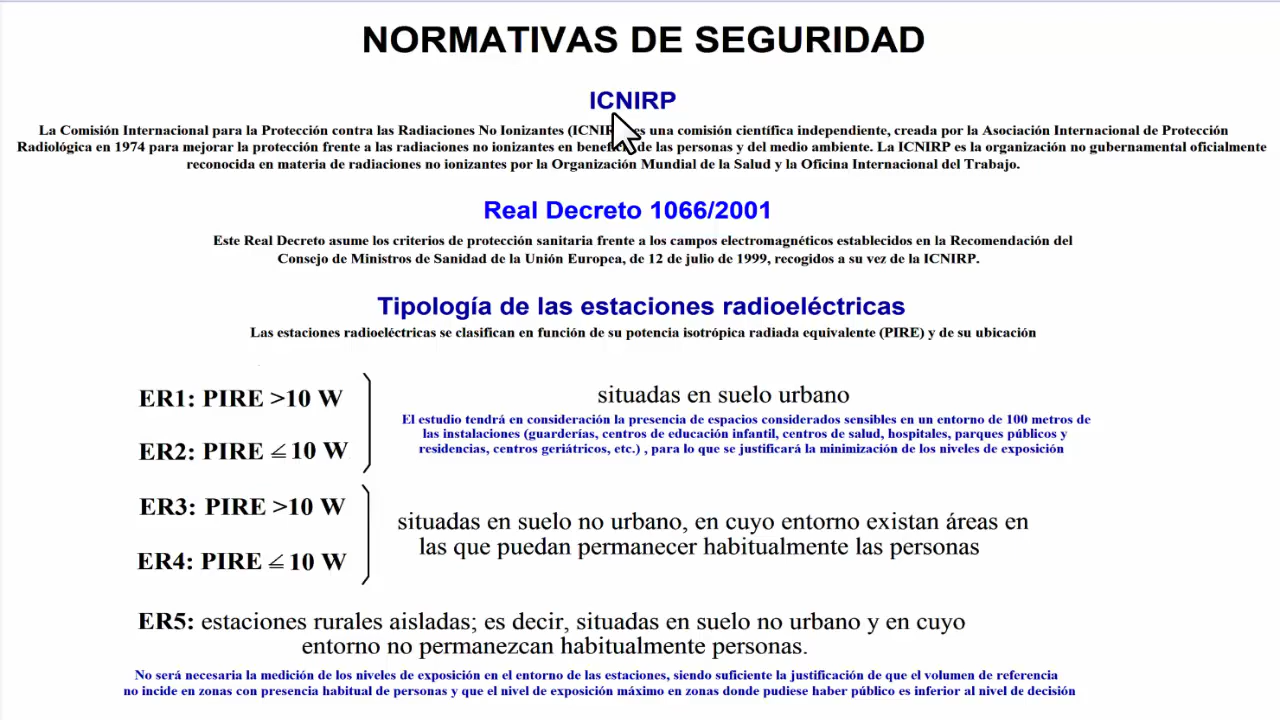 NORMATIVAS DE SEGURIDAD
ICNIRP
La Comisión Internacional para la Protección contra las Radiaciones No Ionizantes (ICNIR es una comisión científica independiente, creada por la Asociación Internacional de Protección
Radiológica en 1974 para mejorar la protección frente a las radiaciones no ionizantes en benefi de las personas y del medio ambiente. La ICNIRP es la organización no gubernamental oficialmente
reconocida en materia de radiaciones no ionizantes por la Organización Mundial de la Salud y la Oficina Internacional del Trabajo.
Real Decreto 1066/2001
Este Real Decreto asume los criterios de protección sanitaria frente a los campos electromagnéticos establecidos en la Recomendación del
Consejo de Ministros de Sanidad de la Unión Europea, de 12 de julio de 1999, recogidos a su vez de la ICNIRP.
Tipología de las estaciones radioeléctricas
Las estaciones radioeléctricas se clasifican en función de su potencia isotrópica radiada equivalente (PIRE) y de su ubicación
ER1: PIRE >10 W
ER2: PIRE ≤ 10 W
situadas en suelo urbano
El estudio tendrá en consideración la presencia de espacios considerados sensibles en un entorno de 100 metros de
las instalaciones (guarderías, centros de educación infantil, centros de salud, hospitales, parques públicos y
residencias, centros geriátricos, etc.) , para lo que se justificará la minimización de los niveles de exposición
ER3: PIRE >10 W
ER4: PIRE ≤ 10 W
situadas en suelo no urbano, en cuyo entorno existan áreas en
las que puedan permanecer habitualmente las personas
ER5: estaciones rurales aisladas; es decir, situadas en suelo no urbano y en cuyo
entorno no permanezcan habitualmente personas.
No será necesaria la medición de los niveles de exposición en el entorno de las estaciones, siendo suficiente la justificación de que el volumen de referencia
no incide en zonas con presencia habitual de personas y que el nivel de exposición máximo en zonas donde pudiese haber público es inferior al nivel de decisión